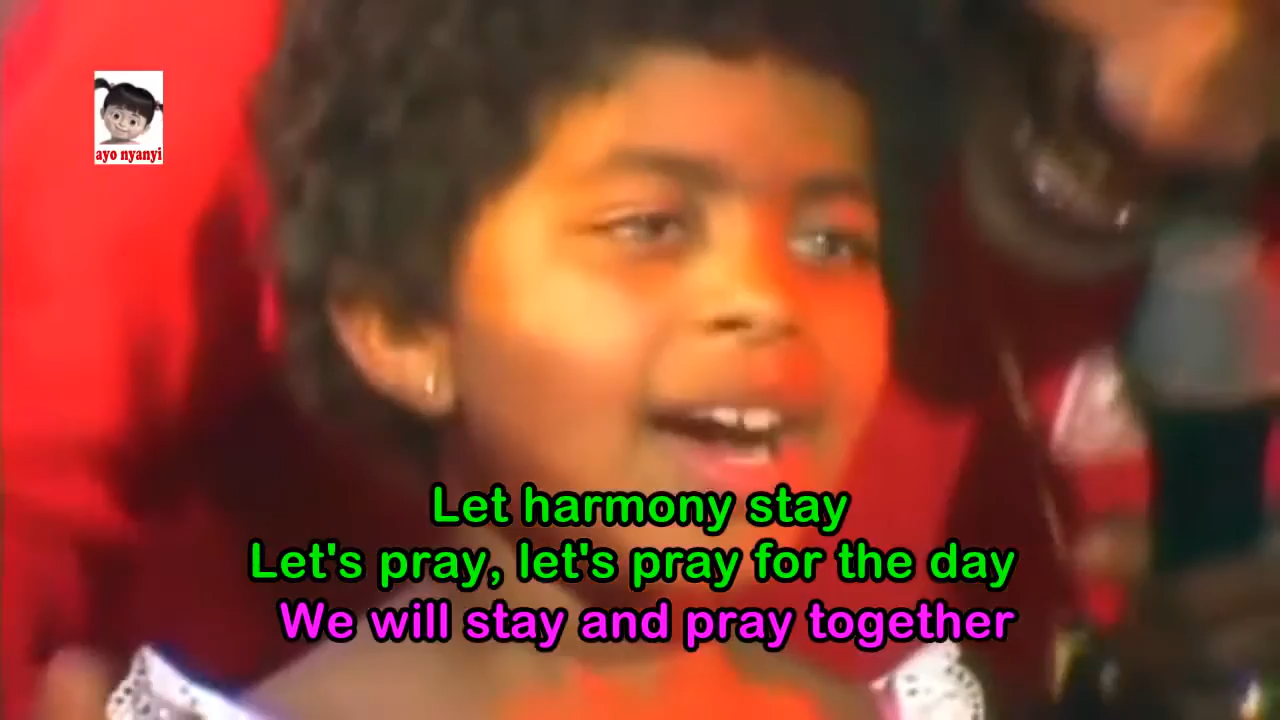 ayo nyanyi
Let harmony stay
Let's pray, let's pray for the day
We will stay and pray together